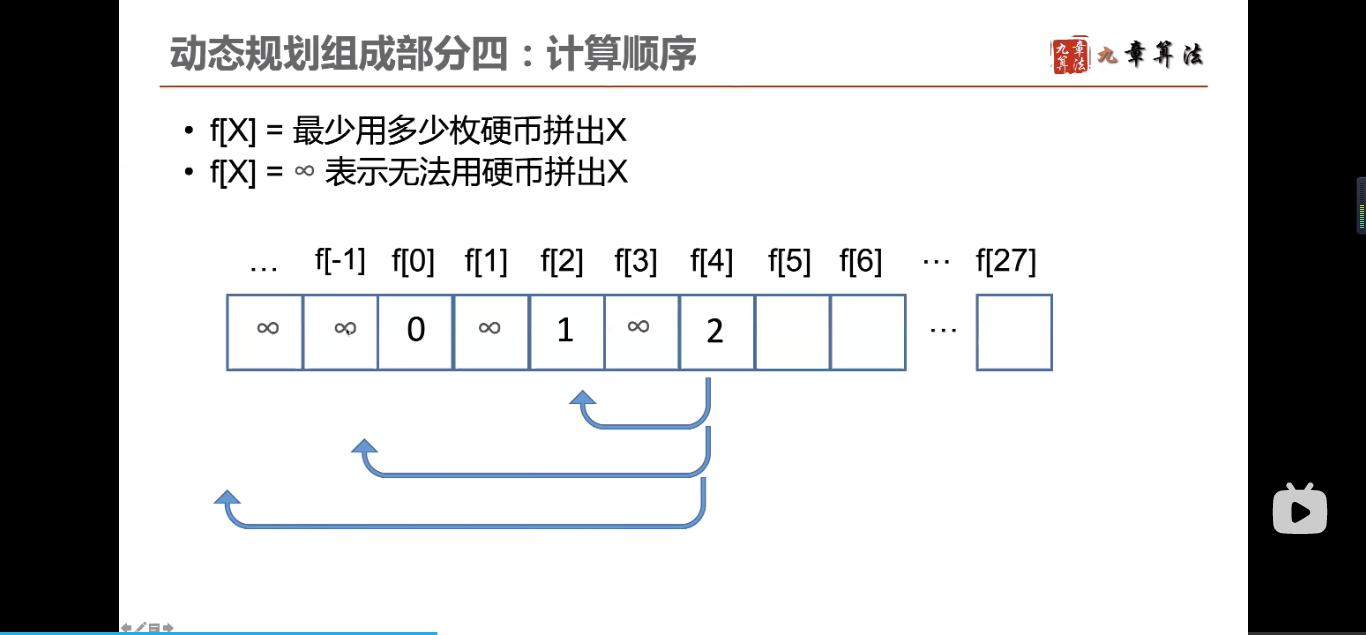 动态规划组成部分四：计算顺序
九章算法 九章算法
• f[X] = 最少用多少枚硬币拼出X
• f[X] = ∞ 表示无法用硬币拼出X
… f[-1] f[0] f[1] f[2] f[3] f[4] f[5] f[6] … f[27]
∞ ∞ 0 ∞ 1 ∞ 2 …